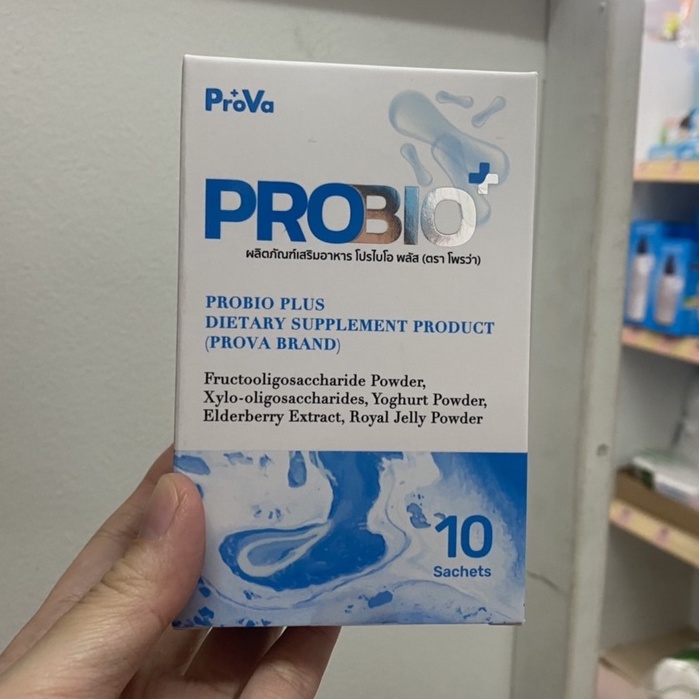 PröVa
PROBIO+
ผลิตภัณฑ์เสริมอาหาร โปรไบโอ พลัส (ตรา โพรว่า)
PROBIO PLUS
DIETARY SUPPLEMENT PRODUCT
(PROVA BRAND)
Fructooligosaccharide Powder,
Xylo-oligosaccharides, Yoghurt Powder,
Elderberry Extract, Royal Jelly Powder
10
Sachets